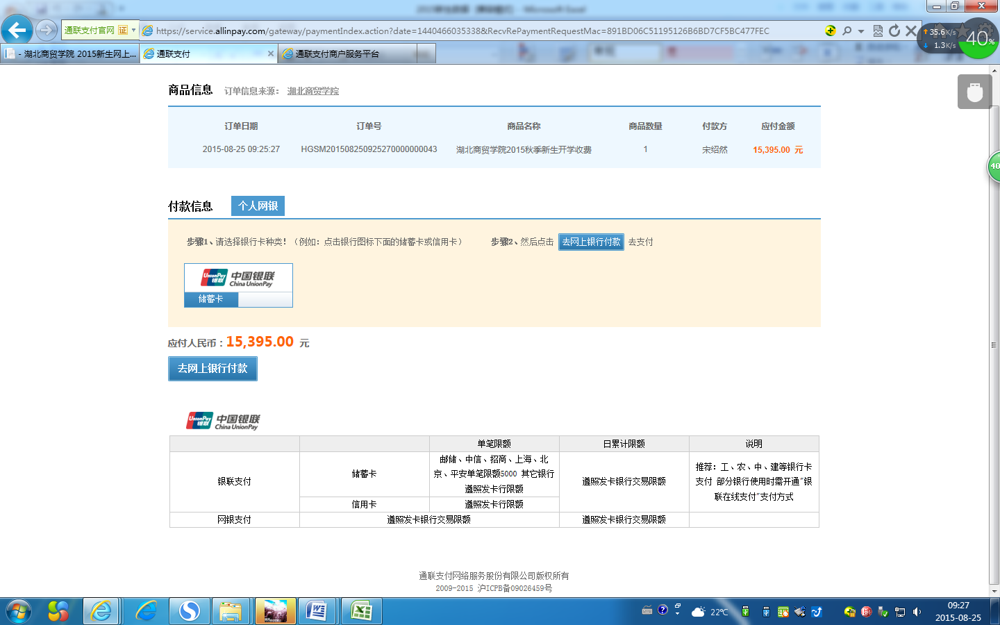 2015新生数据 [兼容模式] - Microsoft Excel
通联支付官网 证
https://service.allinpay.com/gateway/paymentIndex.action?date=1440466035338&RecvRePaymentRequestMac=891BD06C51195126B6BD7CF5BC477FEC
35.6K/s
1.3K/s
40%
- 湖北商贸学院 2015新生网上...
通联支付
通联支付商户服务平台
商品信息 订单信息来源： 湖北商贸学院
订单日期 订单号 商品名称 商品数量 付款方 应付金额
2015-08-25 09:25:27 HGSM201508250925270000000043 湖北商贸学院2015秋季新生开学收费 1 宋绍然 15,395.00 元
40
付款信息 个人网银
步骤1、请选择银行卡种类！（例如：点击银行图标下面的储蓄卡或信用卡） 步骤2、然后点击 去网上银行付款 去支付
UnionPay 银联 中国银联 China UnionPay
储蓄卡
应付人民币：15,395.00 元
去网上银行付款
UnionPay 银联 中国银联 China UnionPay
单笔限额 日累计限额 说明
银联支付 储蓄卡 邮储、中信、招商、上海、北
京、平安单笔限额5000 其它银行
遵照发卡行限额
遵照发卡银行交易限额
推荐：工、农、中、建等银行卡
支付 部分银行使用时需开通"银
联在线支付"支付方式
信用卡 遵照发卡行限额
网银支付 遵照发卡银行交易限额 遵照发卡银行交易限额
通联支付网络服务股份有限公司版权所有
2009-2015 沪ICPB备09026459号
22℃
09:27
2015-08-25